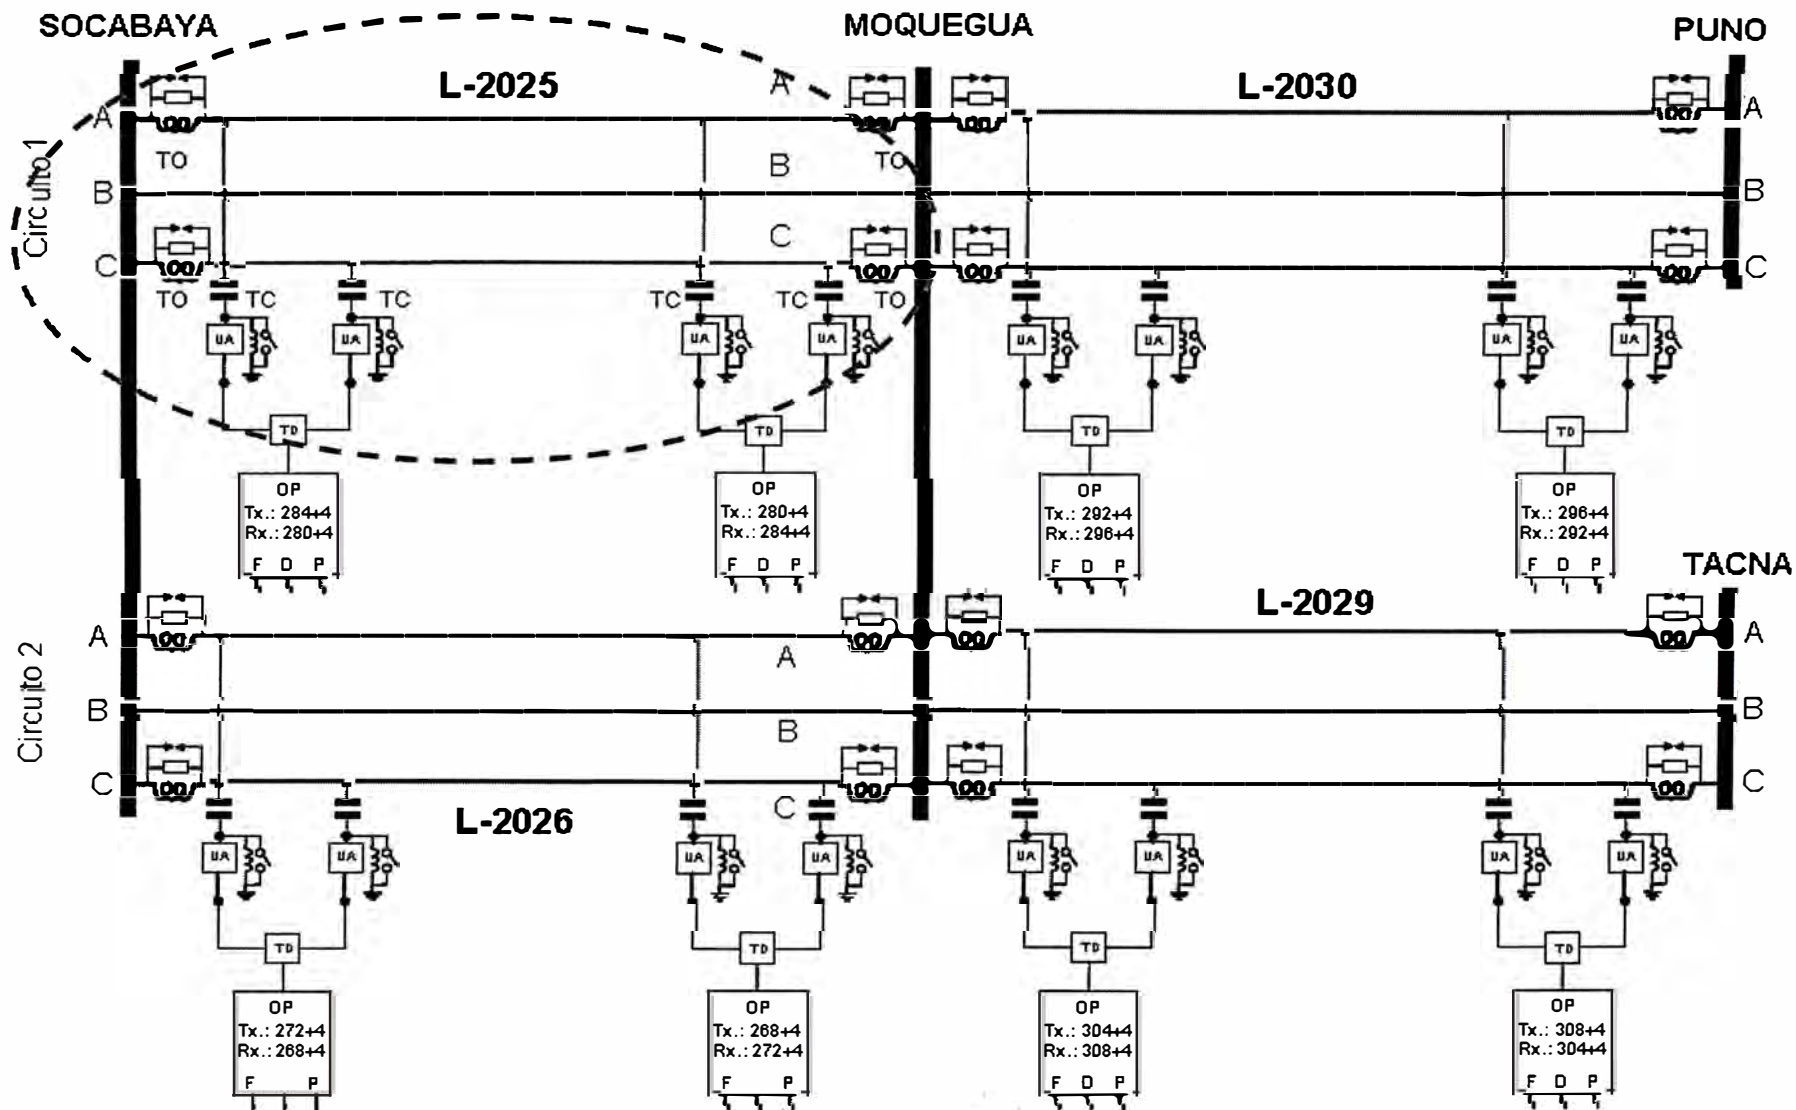 SOCABAYA
MOQUEGUA
PUNO
L-2025
L-2030
A
A
A
Circuito 1
TO
B
TO
B
B
C
C
C
TO
TC
TC
TC
TC
TO
UA
UA
UA
UA
UA
UA
UA
UA
TD
TD
TD
TD
OP
Tx.: 284+4
Rx.: 280+4
F D P
OP
Tx.: 280+4
Rx.: 284+4
F D P
OP
Tx.: 292+4
Rx.: 296+4
F D P
OP
Tx.: 296+4
Rx.: 292+4
F D P
TACNA
L-2029
Circuito 2
A
A
A
B
B
B
C
C
C
L-2026
UA
UA
UA
UA
UA
UA
UA
UA
TD
TD
TD
TD
OP
Tx.: 272+4
Rx.: 268+4
F P
OP
Tx.: 268+4
Rx.: 272+4
F P
OP
Tx.: 304+4
Rx.: 308+4
F D P
OP
Tx.: 308+4
Rx.: 304+4
F D P